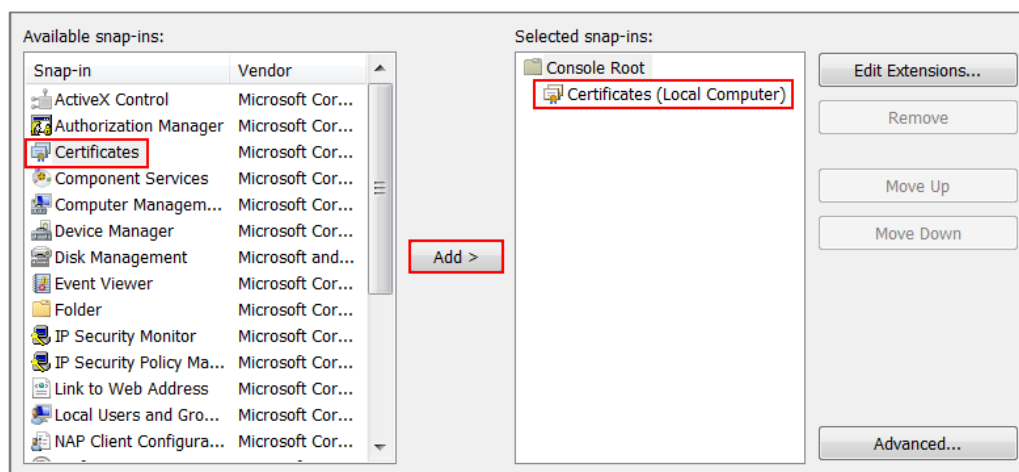 Available snap-ins:
Selected snap-ins:
Snap-in Vendor
ActiveX Control Microsoft Cor...
Authorization Manager Microsoft Cor...
Certificates Microsoft Cor...
Component Services Microsoft Cor...
Computer Managem... Microsoft Cor...
Device Manager Microsoft Cor...
Disk Management Microsoft and...
Event Viewer Microsoft Cor...
Folder Microsoft Cor...
IP Security Monitor Microsoft Cor...
IP Security Policy Ma... Microsoft Cor...
Link to Web Address Microsoft Cor...
Local Users and Gro... Microsoft Cor...
NAP Client Configura... Microsoft Cor...
Add >
Console Root
Certificates (Local Computer)
Edit Extensions...
Remove
Move Up
Move Down
Advanced...